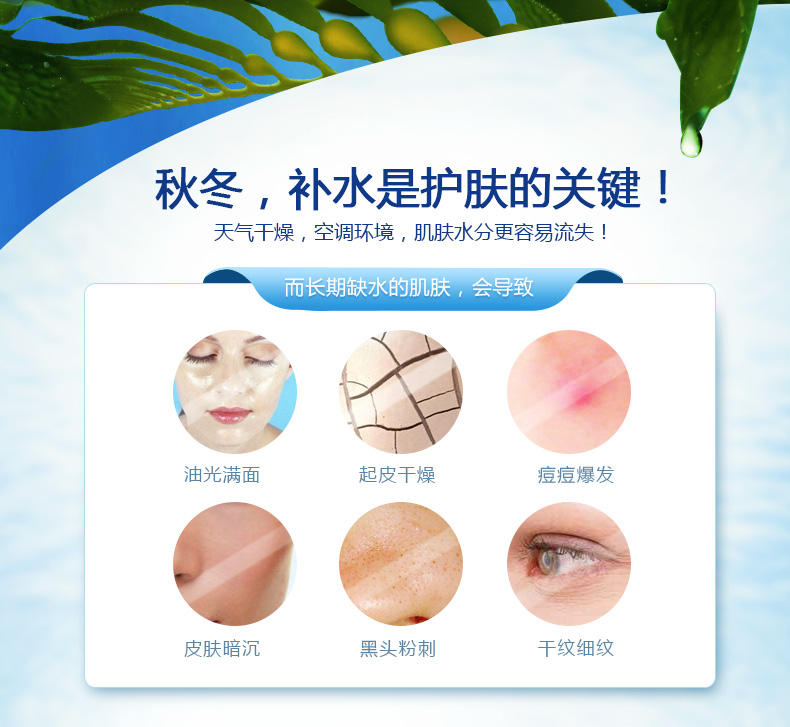 秋冬，补水是护肤的关键！
天气干燥，空调环境，肌肤水分更容易流失！
而长期缺水的肌肤，会导致
油光满面
起皮干燥
痘痘爆发
皮肤暗沉
黑头粉刺
干纹细纹